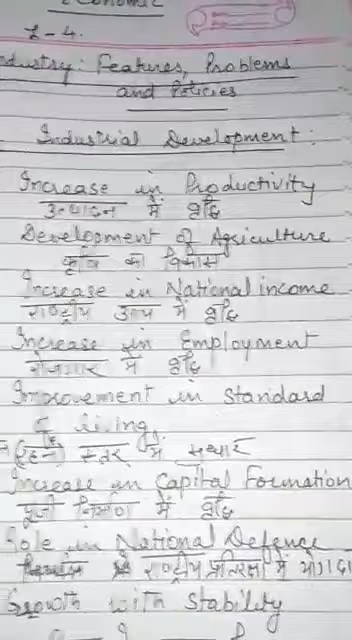 Economic
L-4.
Industry: Features, Problems
and Policies
Industrial Development:
Increase in Productivity
उत्पादन में वृद्धि
Development of Agriculture
कृषि का विकास
Increase in National income
राष्ट्रीय आय में वृद्धि
Increase in Employment
रोजगार में वृद्धि
Improvement in Standard
of living
रहन स्तर में सुधार
Increase in Capital Formation
पूंजी निर्माण में वृद्धि
Role in National Defence
राष्ट्रीय प्रतिरक्षा में
Growth with Stability